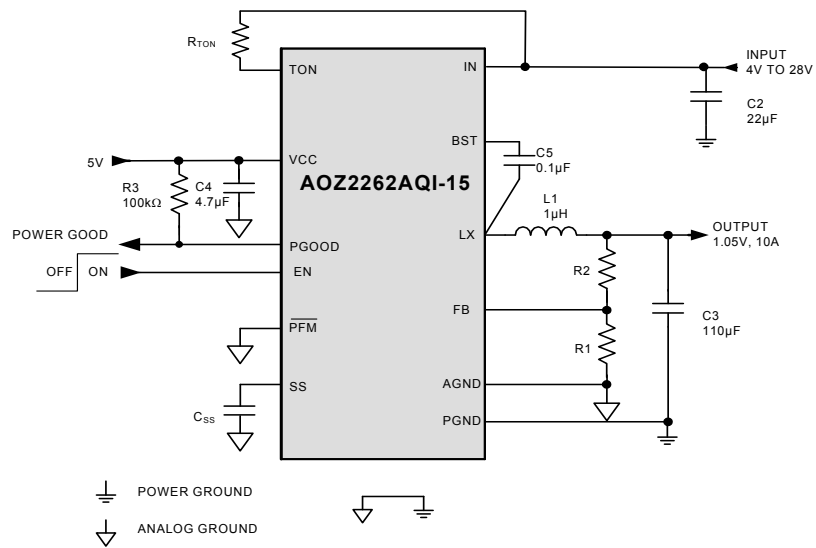 R_TON
TON
IN
INPUT
4V TO 28V
C2
22µF
BST
C5
0.1µF
5V
VCC
R3
100kΩ
C4
4.7µF
AOZ2262AQI-15
L1
1µH
LX
OUTPUT
1.05V, 10A
POWER GOOD
PGOOD
OFF
ON
EN
R2
FB
C3
110µF
PFM
R1
SS
AGND
C_SS
PGND
POWER GROUND
ANALOG GROUND